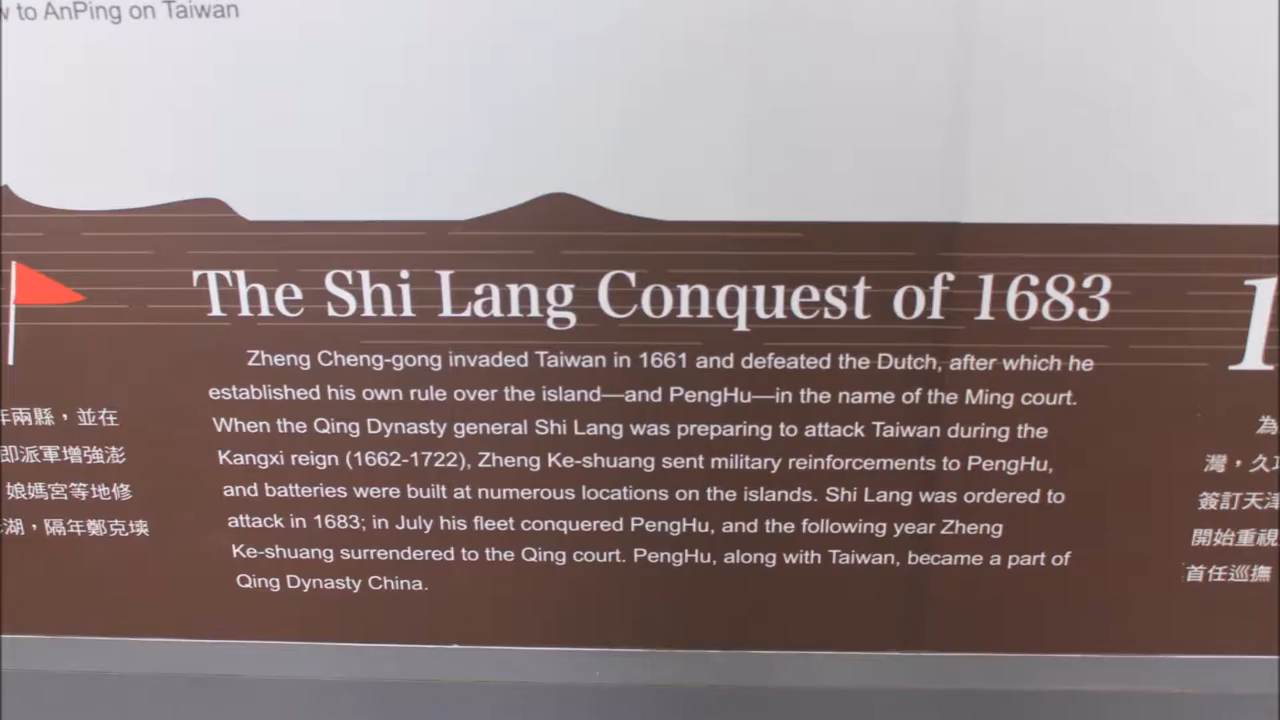 to AnPing on Taiwan
The Shi Lang Conquest of 1683
Zheng Cheng-gong invaded Taiwan in 1661 and defeated the Dutch, after which he
established his own rule over the island—and PengHu—in the name of the Ming court.
When the Qing Dynasty general Shi Lang was preparing to attack Taiwan during the
Kangxi reign (1662-1722), Zheng Ke-shuang sent military reinforcements to PengHu,
and batteries were built at numerous locations on the islands. Shi Lang was ordered to
attack in 1683; in July his fleet conquered PengHu, and the following year Zheng
Ke-shuang surrendered to the Qing court. PengHu, along with Taiwan, became a part of
Qing Dynasty China.
年兩縣，並在
即派軍增強澎
娘媽宮等地修
湖，隔年鄭克塽
1
為
灣，久
簽訂天津
開始重視
首任巡撫